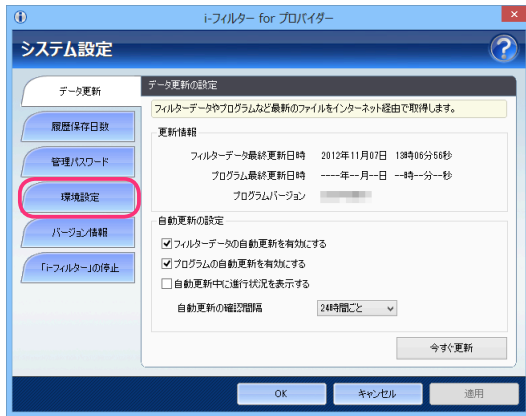 i-フィルター for プロバイダー
システム設定
データ更新
履歴保存日数
管理パスワード
環境設定
バージョン情報
「i-フィルター」の停止
データ更新の設定
フィルターデータやプログラムなど最新のファイルをインターネット経由で取得します。
更新情報
フィルターデータ最終更新日時 2012年11月07日 13時06分56秒
プログラム最終更新日時 ----年--月--日 --時--分--秒
プログラムバージョン
自動更新の設定
フィルターデータの自動更新を有効にする
プログラムの自動更新を有効にする
自動更新中に進行状況を表示する
自動更新の確認間隔 24時間ごと
今すぐ更新
OK キャンセル 適用